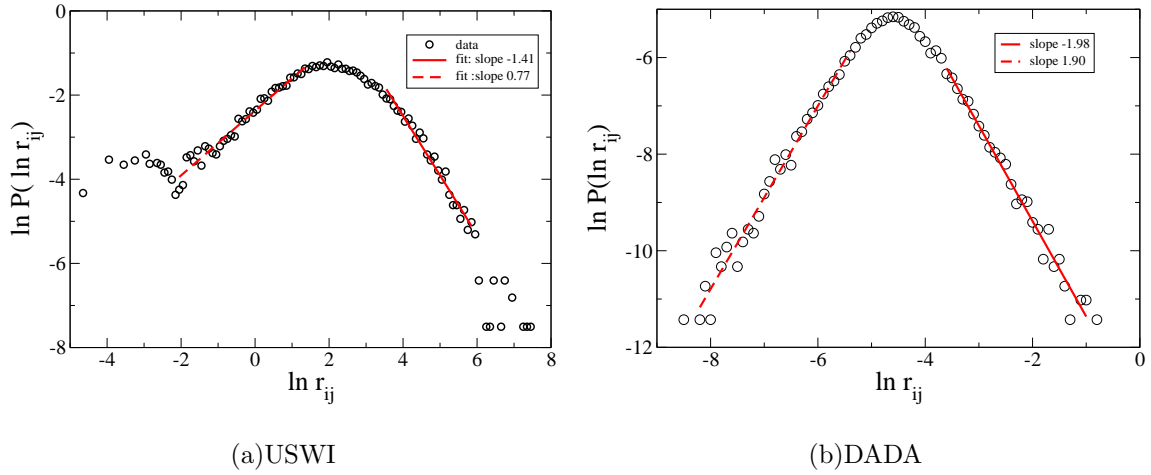 0
-2
-4
-6
-8
-4
-2
0
2
4
6
8
ln r_ij
ln P( ln r_ij)
data
fit: slope -1.41
fit :slope 0.77
(a)USWI
-6
-8
-10
-12
-8
-6
-4
-2
0
ln r_ij
ln P(ln r_ij)
slope -1.98
slope 1.90
(b)DADA